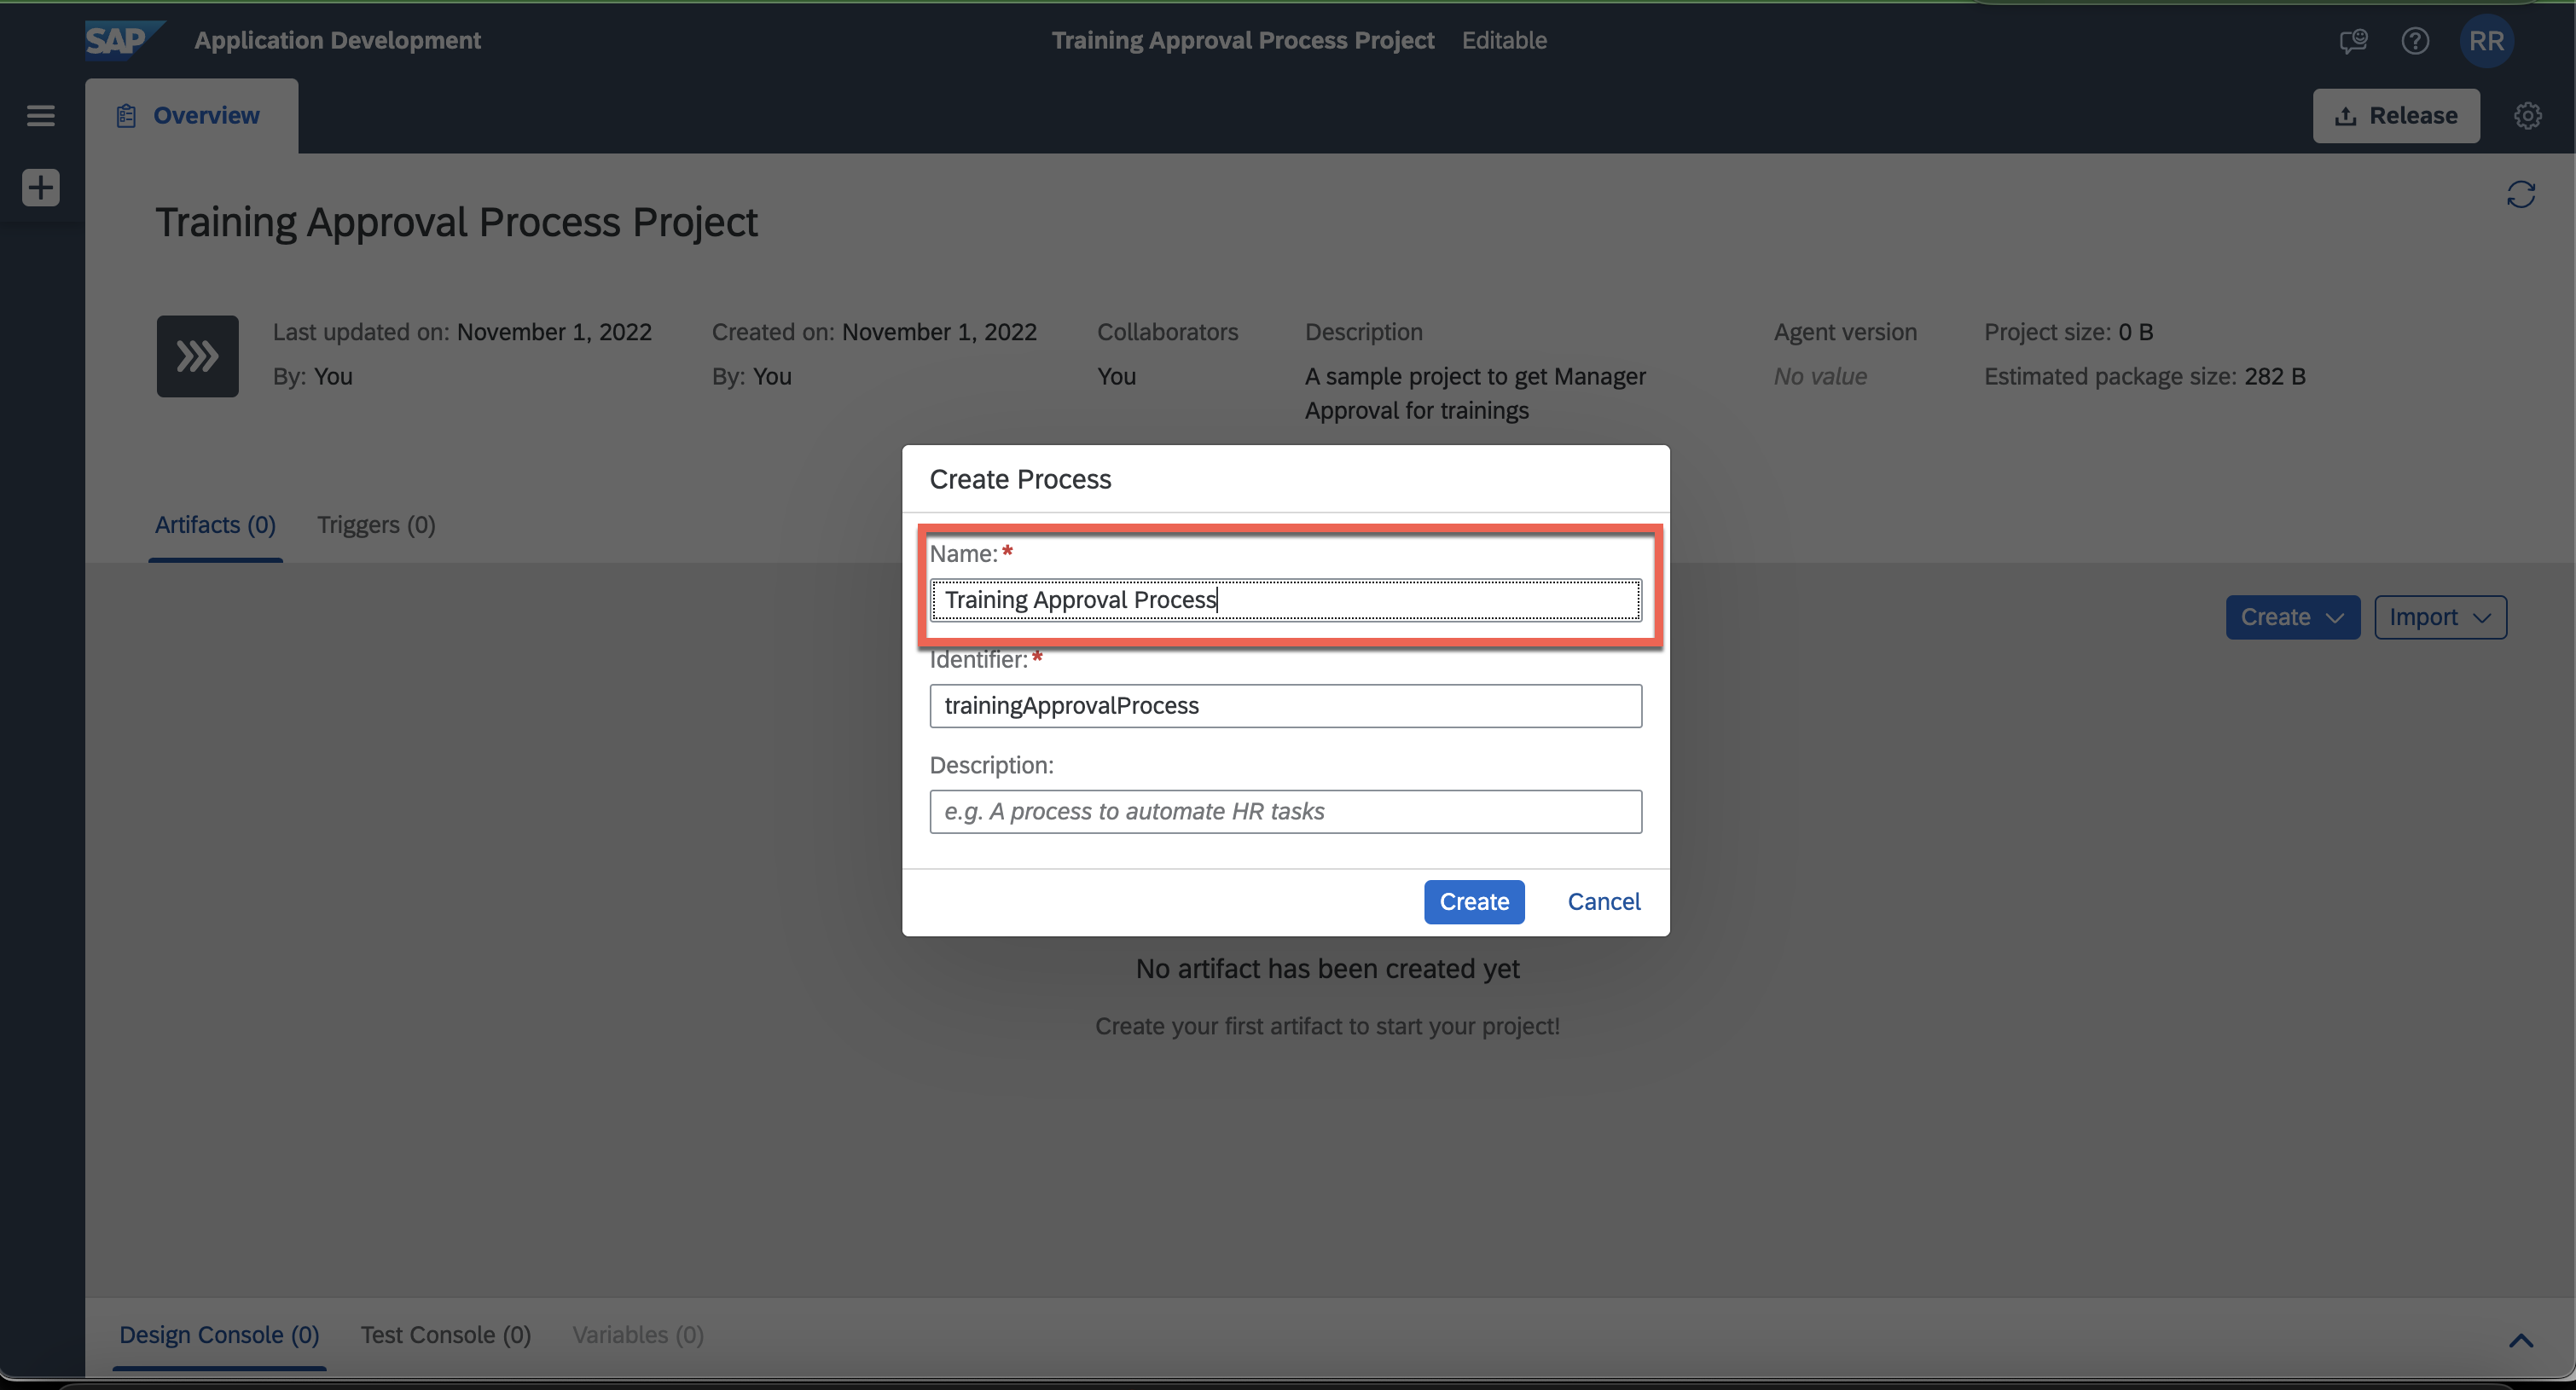 SAP Application Development
Training Approval Process Project Editable
RR
Overview
Release
Training Approval Process Project
Last updated on: November 1, 2022
By: You
Created on: November 1, 2022
By: You
Collaborators
You
Description
A sample project to get Manager
Approval for trainings
Agent version
No value
Project size: 0 B
Estimated package size: 282 B
Artifacts (0) Triggers (0)
Create Import
Create Process
Name: *
Training Approval Process
Identifier: *
trainingApprovalProcess
Description:
e.g. A process to automate HR tasks
Create Cancel
No artifact has been created yet
Create your first artifact to start your project!
Design Console (0) Test Console (0) Variables (0)